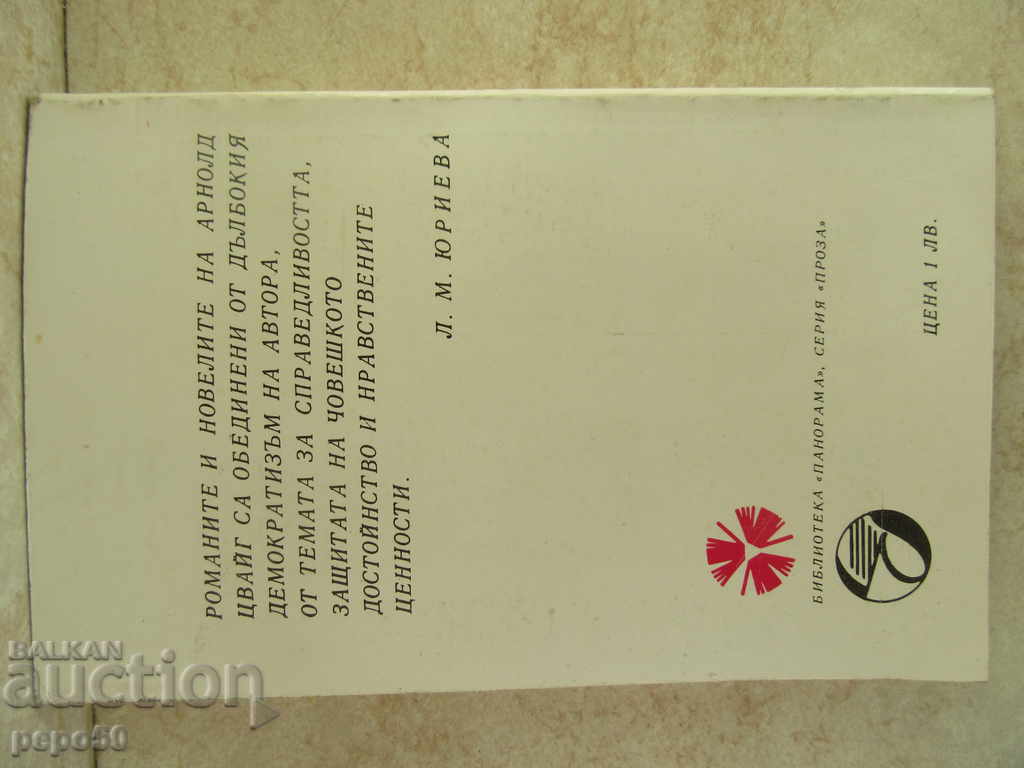 РОМАНИТЕ И НОВЕЛИТЕ НА АРНОЛД
ЦВАЙГ СА ОБЕДИНЕНИ ОТ ДЪЛБОКИЯ
ДЕМОКРАТИЗЪМ НА АВТОРА,
ОТ ТЕМАТА ЗА СПРАВЕДЛИВОСТТА,
ЗАЩИТАТА НА ЧОВЕШКОТО
ДОСТОЙНСТВО И НРАВСТВЕНИТЕ
ЦЕННОСТИ.
Л. М. ЮРИЕВА
БИБЛИОТЕКА «ПАНОРАМА», СЕРИЯ «ПРОЗА»
ЦЕНА 1 ЛВ.
BALKAN
auction
pepo50